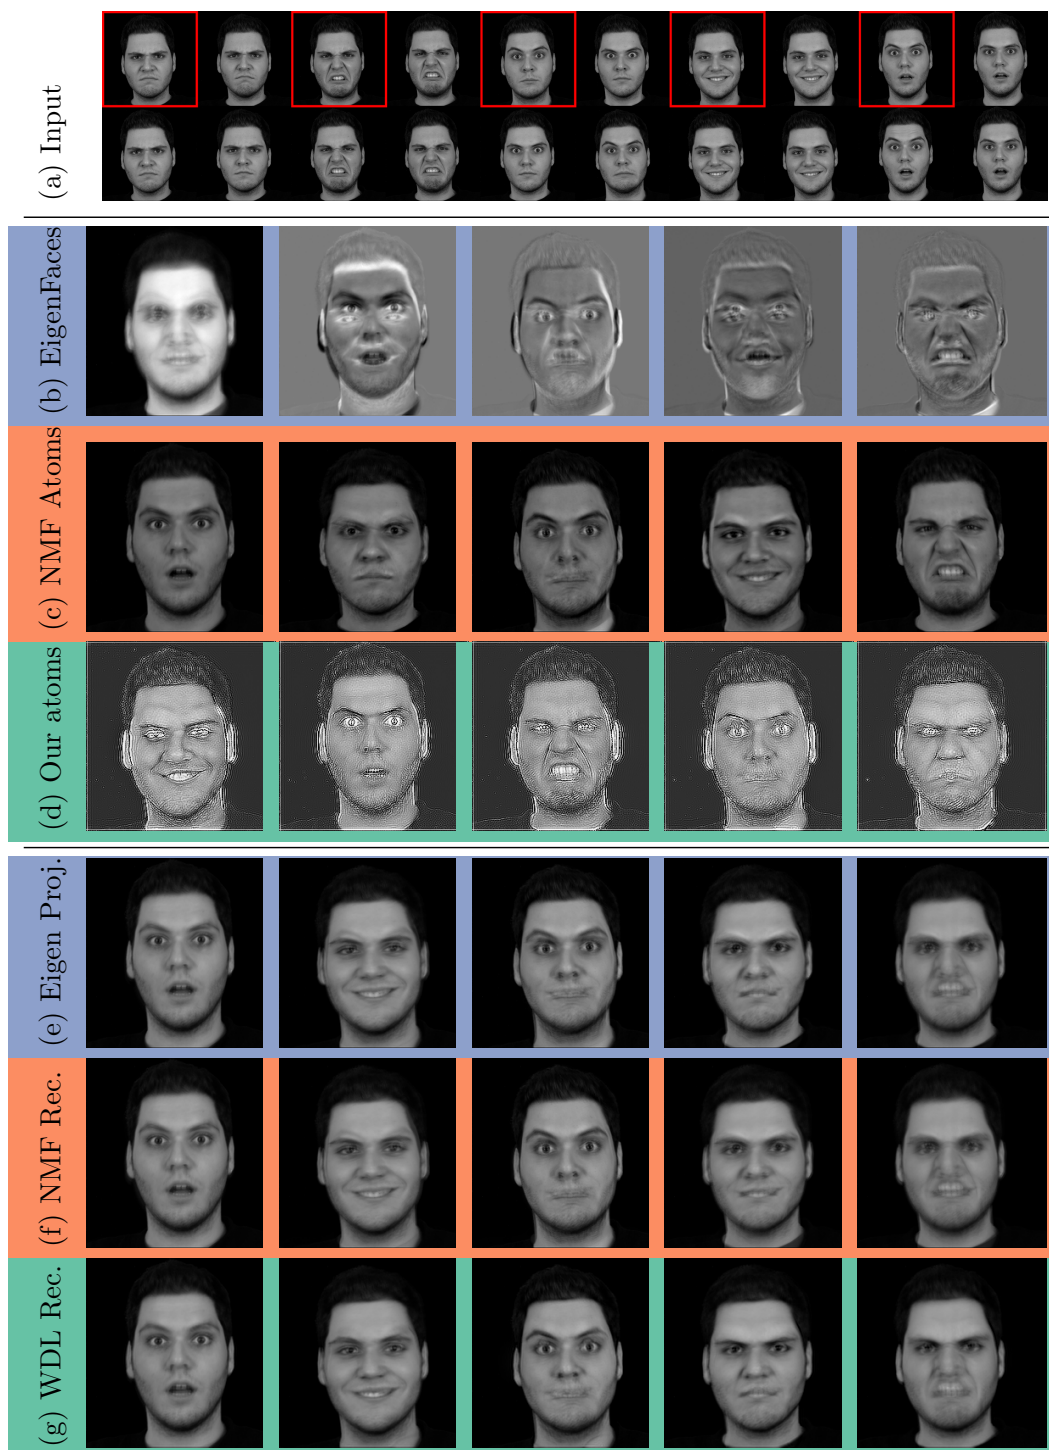 (a) Input
(b) EigenFaces
(c) NMF Atoms
(d) Our atoms
(e) Eigen Proj.
(f) NMF Rec.
(g) WDL Rec.